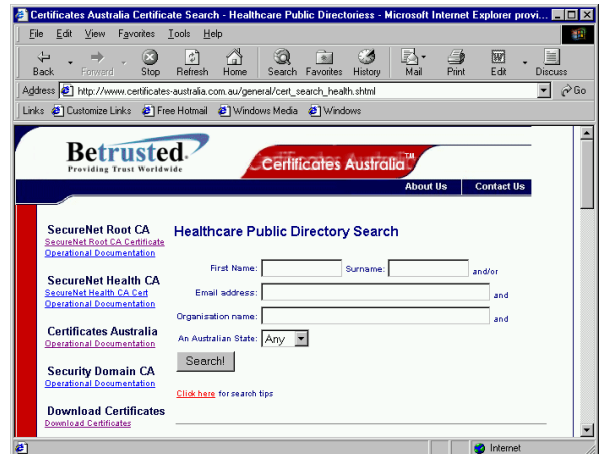 Certificates Australia Certificate Search - Healthcare Public Directoriess - Microsoft Internet Explorer provi...
File Edit View Favorites Tools Help
Back Forward Stop Refresh Home Search Favorites History Mail Print Edit Discuss
Address http://www.certificates-australia.com.au/general/cert_search_health.shtml Go
Links Customize Links Free Hotmail Windows Media Windows
Betrusted.
Providing Trust Worldwide
Certificates Australia™
About Us Contact Us
SecureNet Root CA
SecureNet Root CA Certificate
Operational Documentation
SecureNet Health CA
SecureNet Health CA Cert
Operational Documentation
Certificates Australia
Operational Documentation
Security Domain CA
Operational Documentation
Download Certificates
Download Certificates
Healthcare Public Directory Search
First Name: Surname: and/or
Email address: and
Organisation name: and
An Australian State: Any
Search!
Click here for search tips
Internet